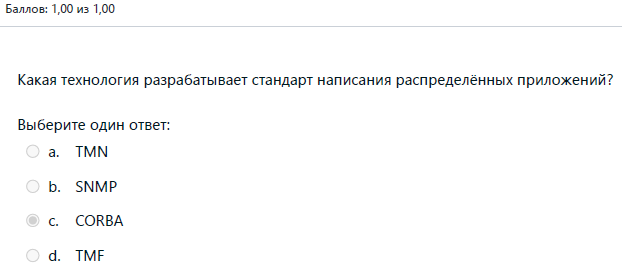 Баллов: 1,00 из 1,00
Какая технология разрабатывает стандарт написания распределённых приложений?
Выберите один ответ:
a. TMN
b. SNMP
c. CORBA
d. TMF